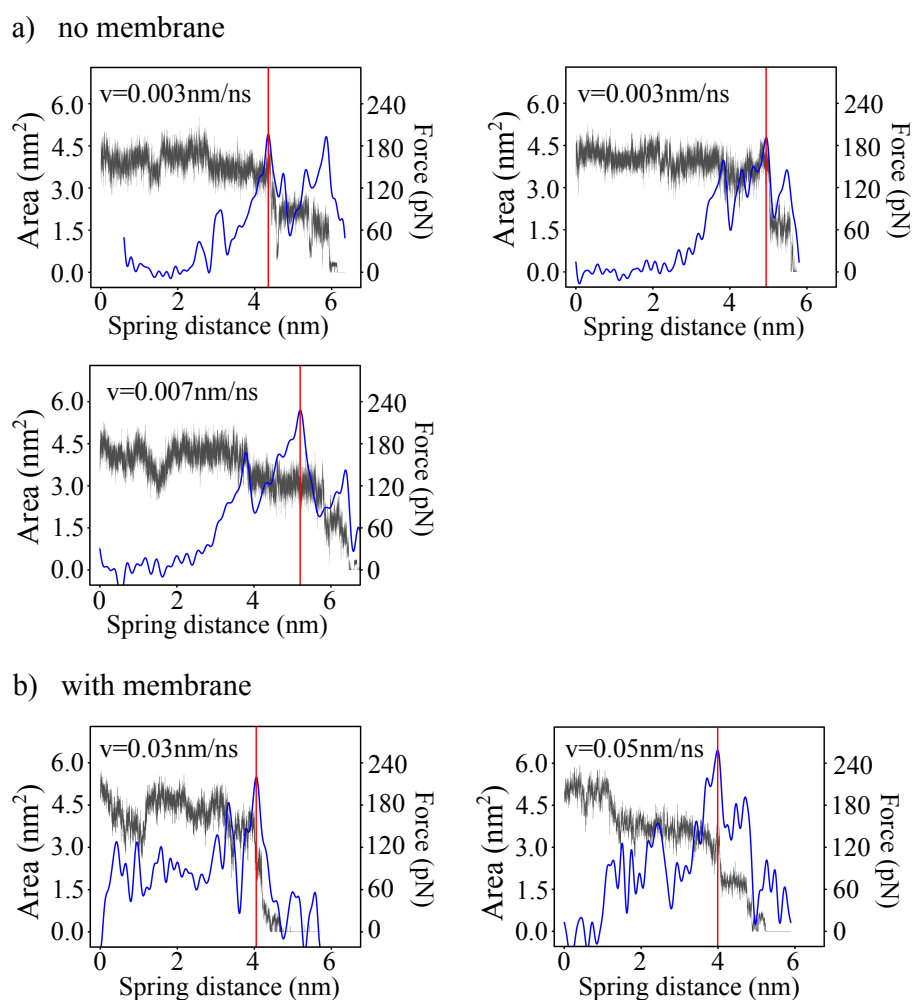 a) no membrane
v=0.003nm/ns
Area (nm²)
6.0
4.5
3.0
1.5
0.0
240
180
120
60
0
Force (pN)
0 2 4 6
Spring distance (nm)
v=0.003nm/ns
Area (nm²)
6.0
4.5
3.0
1.5
0.0
240
180
120
60
0
Force (pN)
0 2 4 6
Spring distance (nm)
v=0.007nm/ns
Area (nm²)
6.0
4.5
3.0
1.5
0.0
240
180
120
60
0
Force (pN)
0 2 4 6
Spring distance (nm)
b) with membrane
v=0.03nm/ns
Area (nm²)
6.0
4.5
3.0
1.5
0.0
240
180
120
60
0
Force (pN)
0 2 4 6
Spring distance (nm)
v=0.05nm/ns
Area (nm²)
6.0
4.5
3.0
1.5
0.0
240
180
120
60
0
Force (pN)
0 2 4 6
Spring distance (nm)